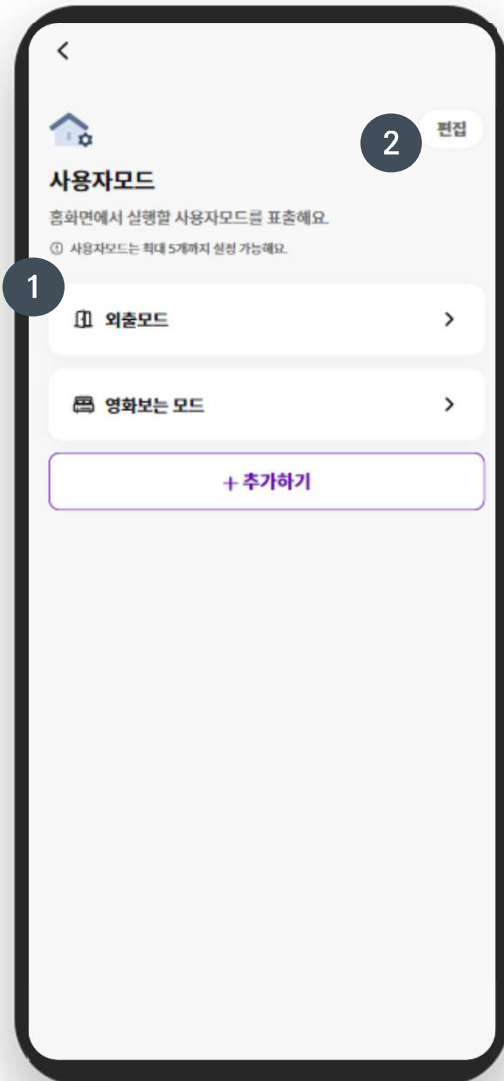 2
편집
사용자모드
홈화면에서 실행할 사용자모드를 표출해요.
사용자모드는 최대 5개까지 설정 가능해요.
1
외출모드
영화보는 모드
+ 추가하기